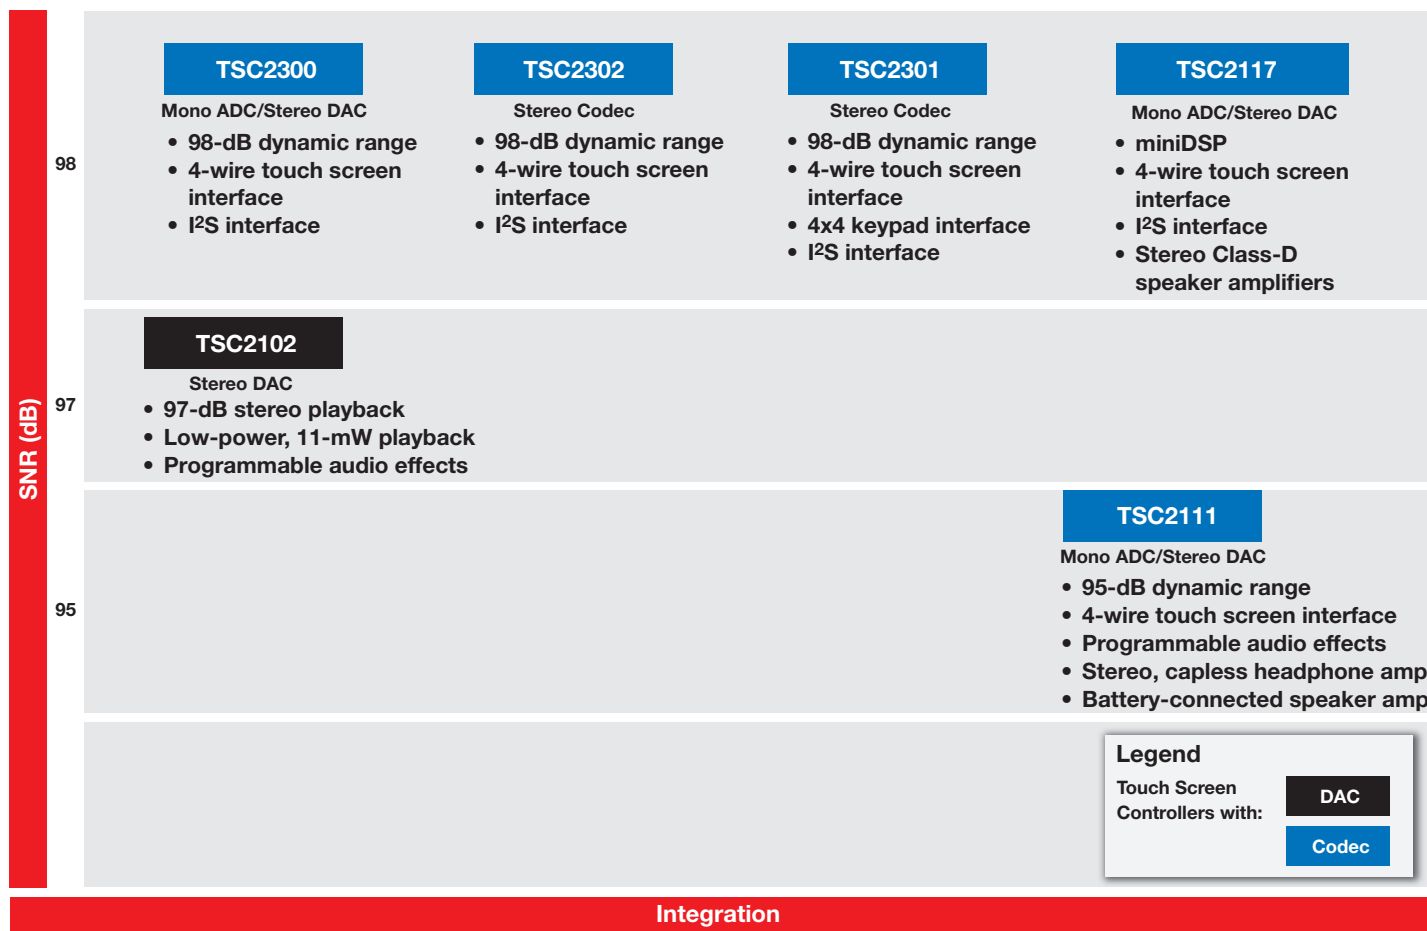 SNR (dB)
98
TSC2300
Mono ADC/Stereo DAC
• 98-dB dynamic range
• 4-wire touch screen
interface
• I2S interface
TSC2302
Stereo Codec
• 98-dB dynamic range
• 4-wire touch screen
interface
• I2S interface
TSC2301
Stereo Codec
• 98-dB dynamic range
• 4-wire touch screen
interface
• 4x4 keypad interface
• I2S interface
TSC2117
Mono ADC/Stereo DAC
• miniDSP
• 4-wire touch screen
interface
• I2S interface
• Stereo Class-D
speaker amplifiers
97
TSC2102
Stereo DAC
• 97-dB stereo playback
• Low-power, 11-mW playback
• Programmable audio effects
95
TSC2111
Mono ADC/Stereo DAC
• 95-dB dynamic range
• 4-wire touch screen interface
• Programmable audio effects
• Stereo, capless headphone amp
• Battery-connected speaker amp
Legend
Touch Screen
Controllers with:
DAC
Codec
Integration